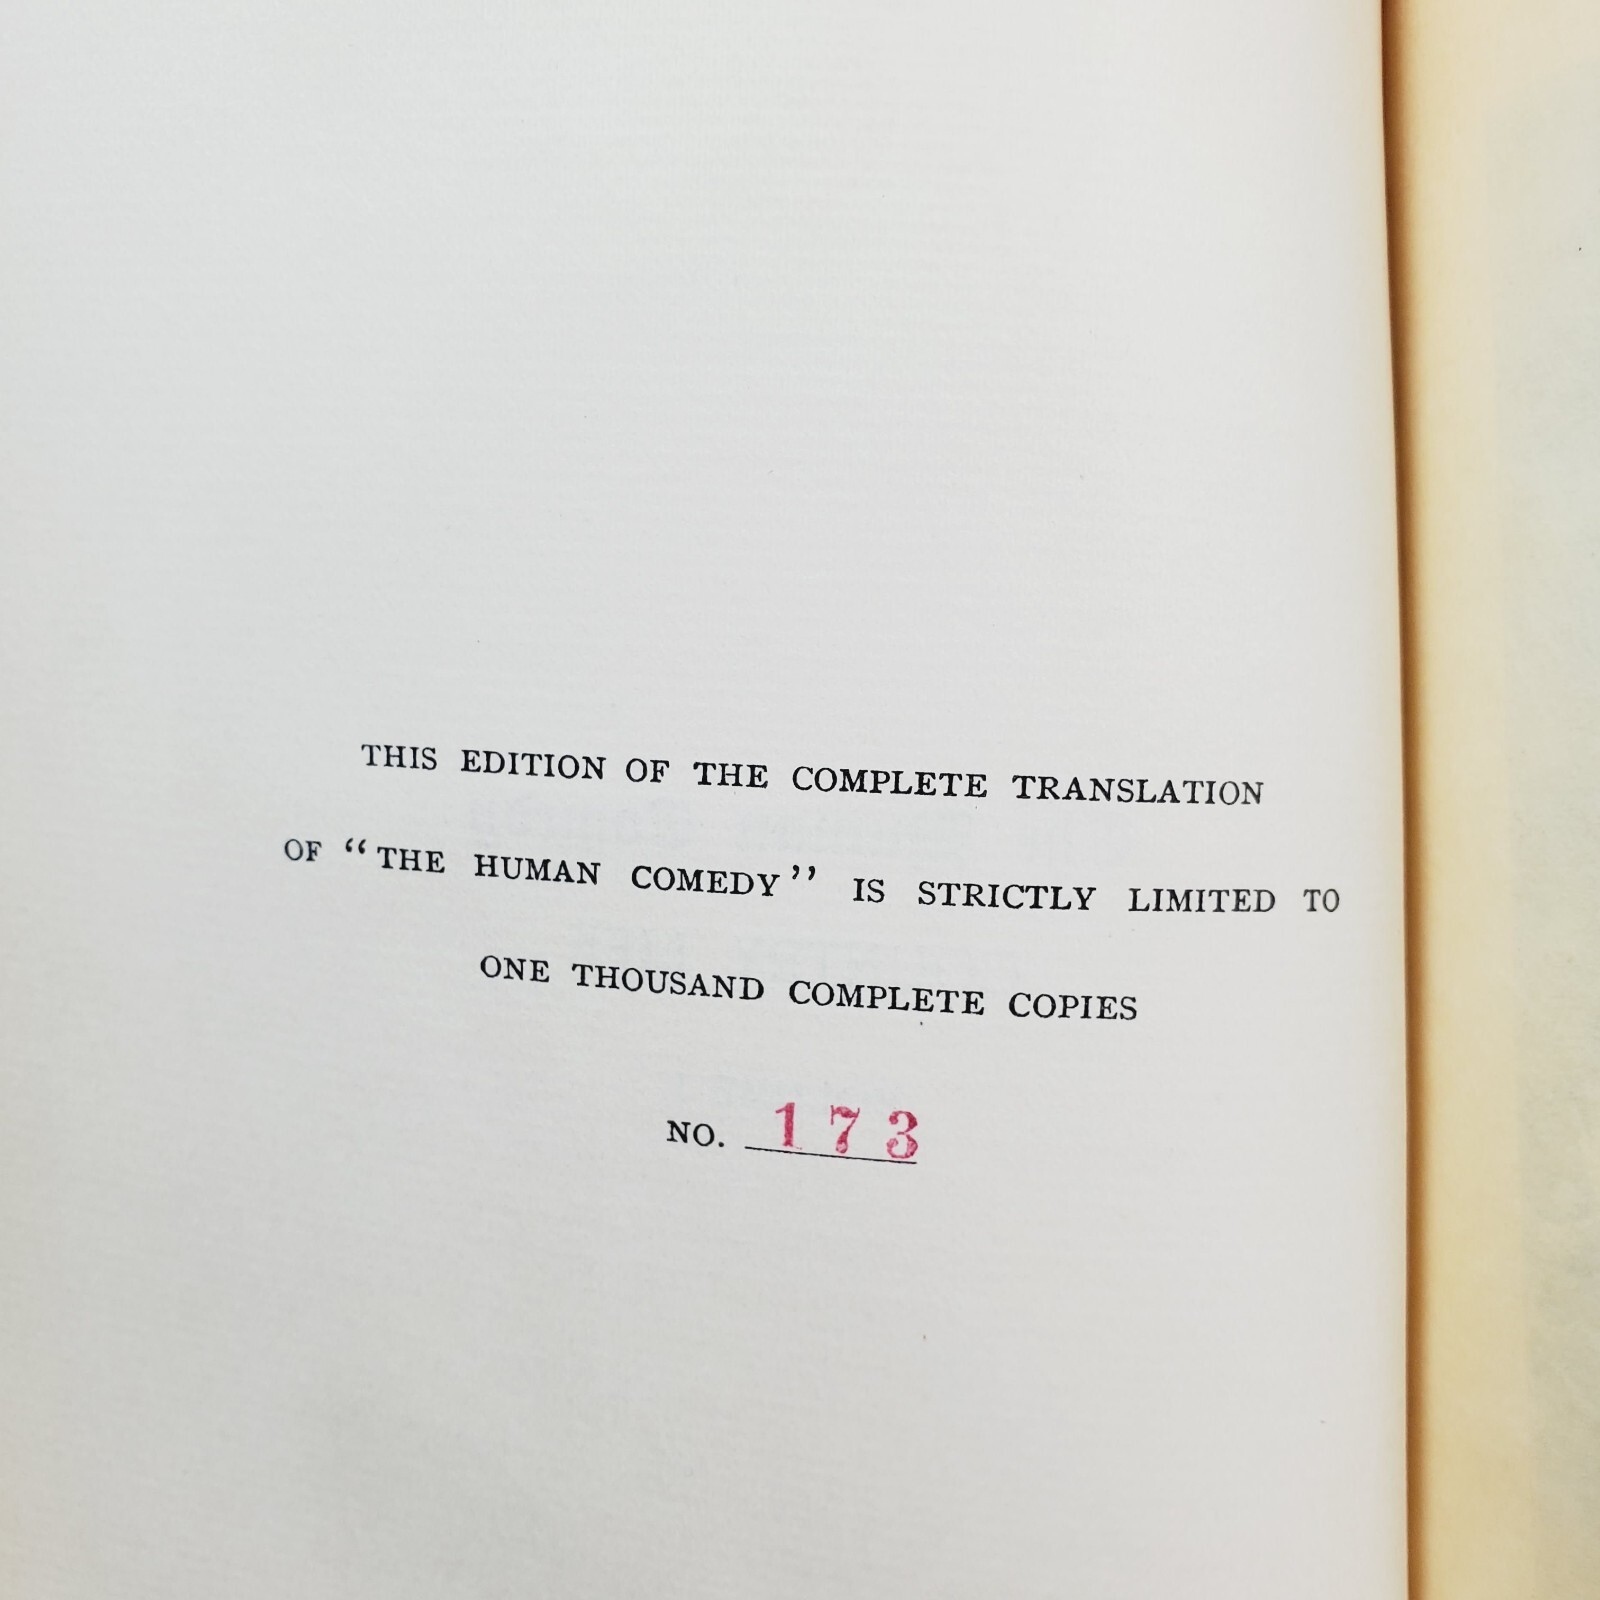 THIS EDITION OF THE COMPLETE TRANSLATION
OF “THE HUMAN COMEDY” IS STRICTLY LIMITED TO
ONE THOUSAND COMPLETE COPIES
NO. 173